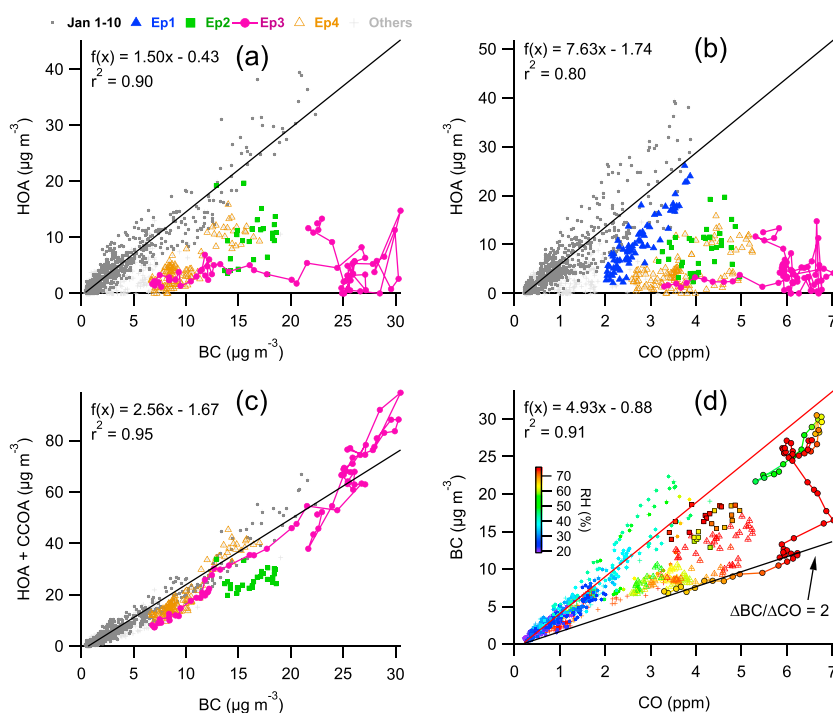 Jan 1-10 Ep1 Ep2 Ep3 Ep4 Others
f(x) = 1.50x - 0.43
r² = 0.90
(a)
HOA (µg m⁻³)
50
40
30
20
10
0
0 5 10 15 20 25 30
BC (µg m⁻³)
f(x) = 7.63x - 1.74
r² = 0.80
(b)
HOA (µg m⁻³)
50
40
30
20
10
0
0 1 2 3 4 5 6 7
CO (ppm)
f(x) = 2.56x - 1.67
r² = 0.95
(c)
HOA + CCOA (µg m⁻³)
80
60
40
20
0
0 5 10 15 20 25 30
BC (µg m⁻³)
f(x) = 4.93x - 0.88
r² = 0.91
(d)
BC (µg m⁻³)
30
25
20
15
10
5
0
RH (%)
70
60
50
40
30
20
ΔBC/ΔCO = 2
0 1 2 3 4 5 6 7
CO (ppm)